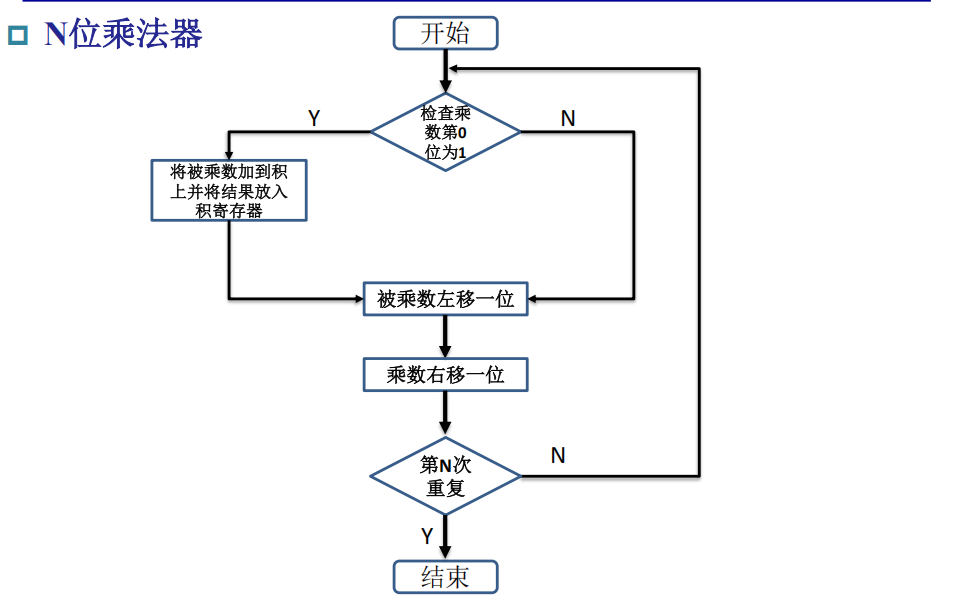 N位乘法器
开始
Y
N
检查乘
数第0
位为1
将被乘数加到积
上并将结果放入
积寄存器
被乘数左移一位
乘数右移一位
第N次
重复
N
Y
结束